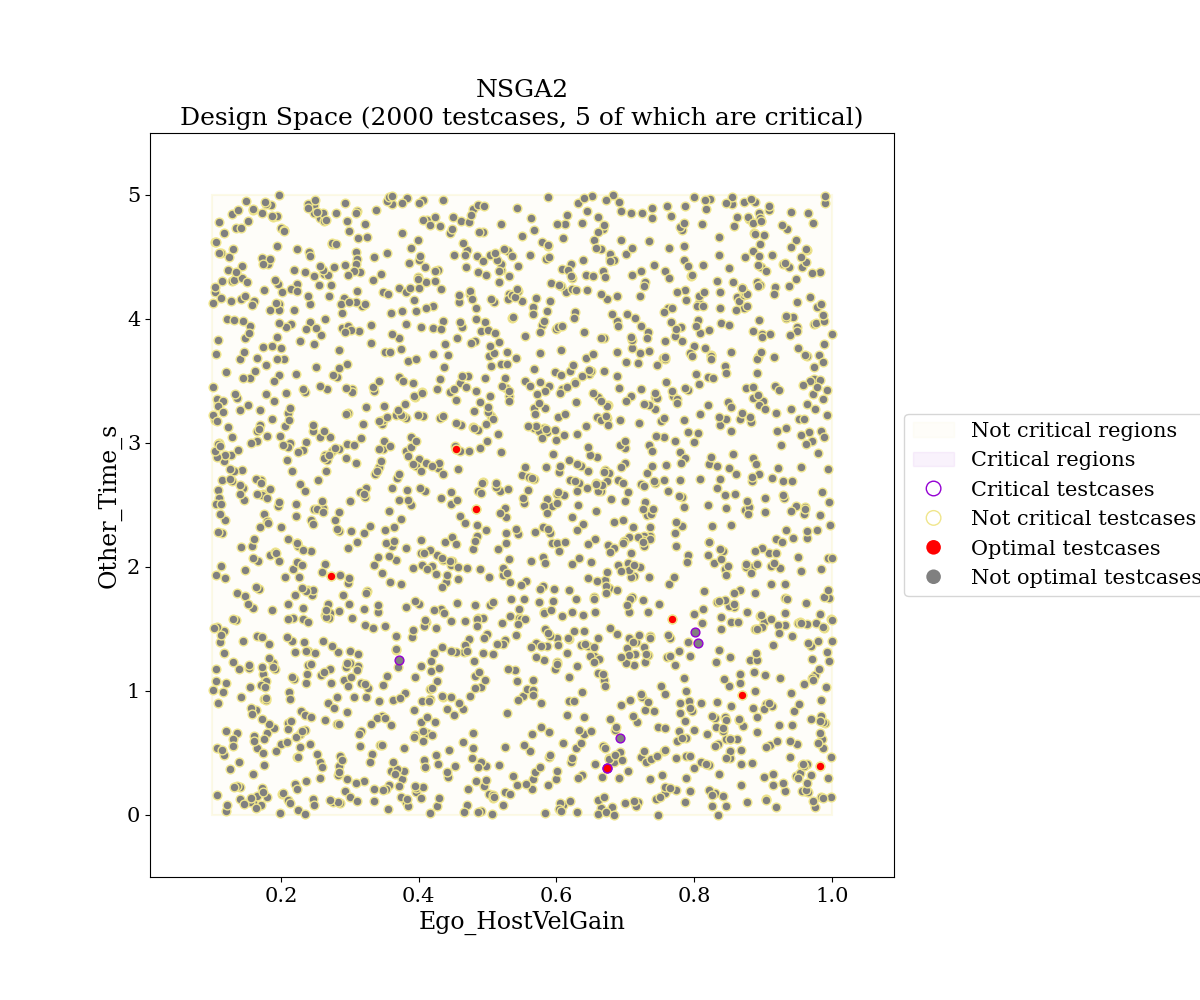 NSGA2
Design Space (2000 testcases, 5 of which are critical)
5
4
3
2
1
0
Other_Time_s
0.2
0.4
0.6
0.8
1.0
Ego_HostVelGain
Not critical regions
Critical regions
Critical testcases
Not critical testcases
Optimal testcases
Not optimal testcases